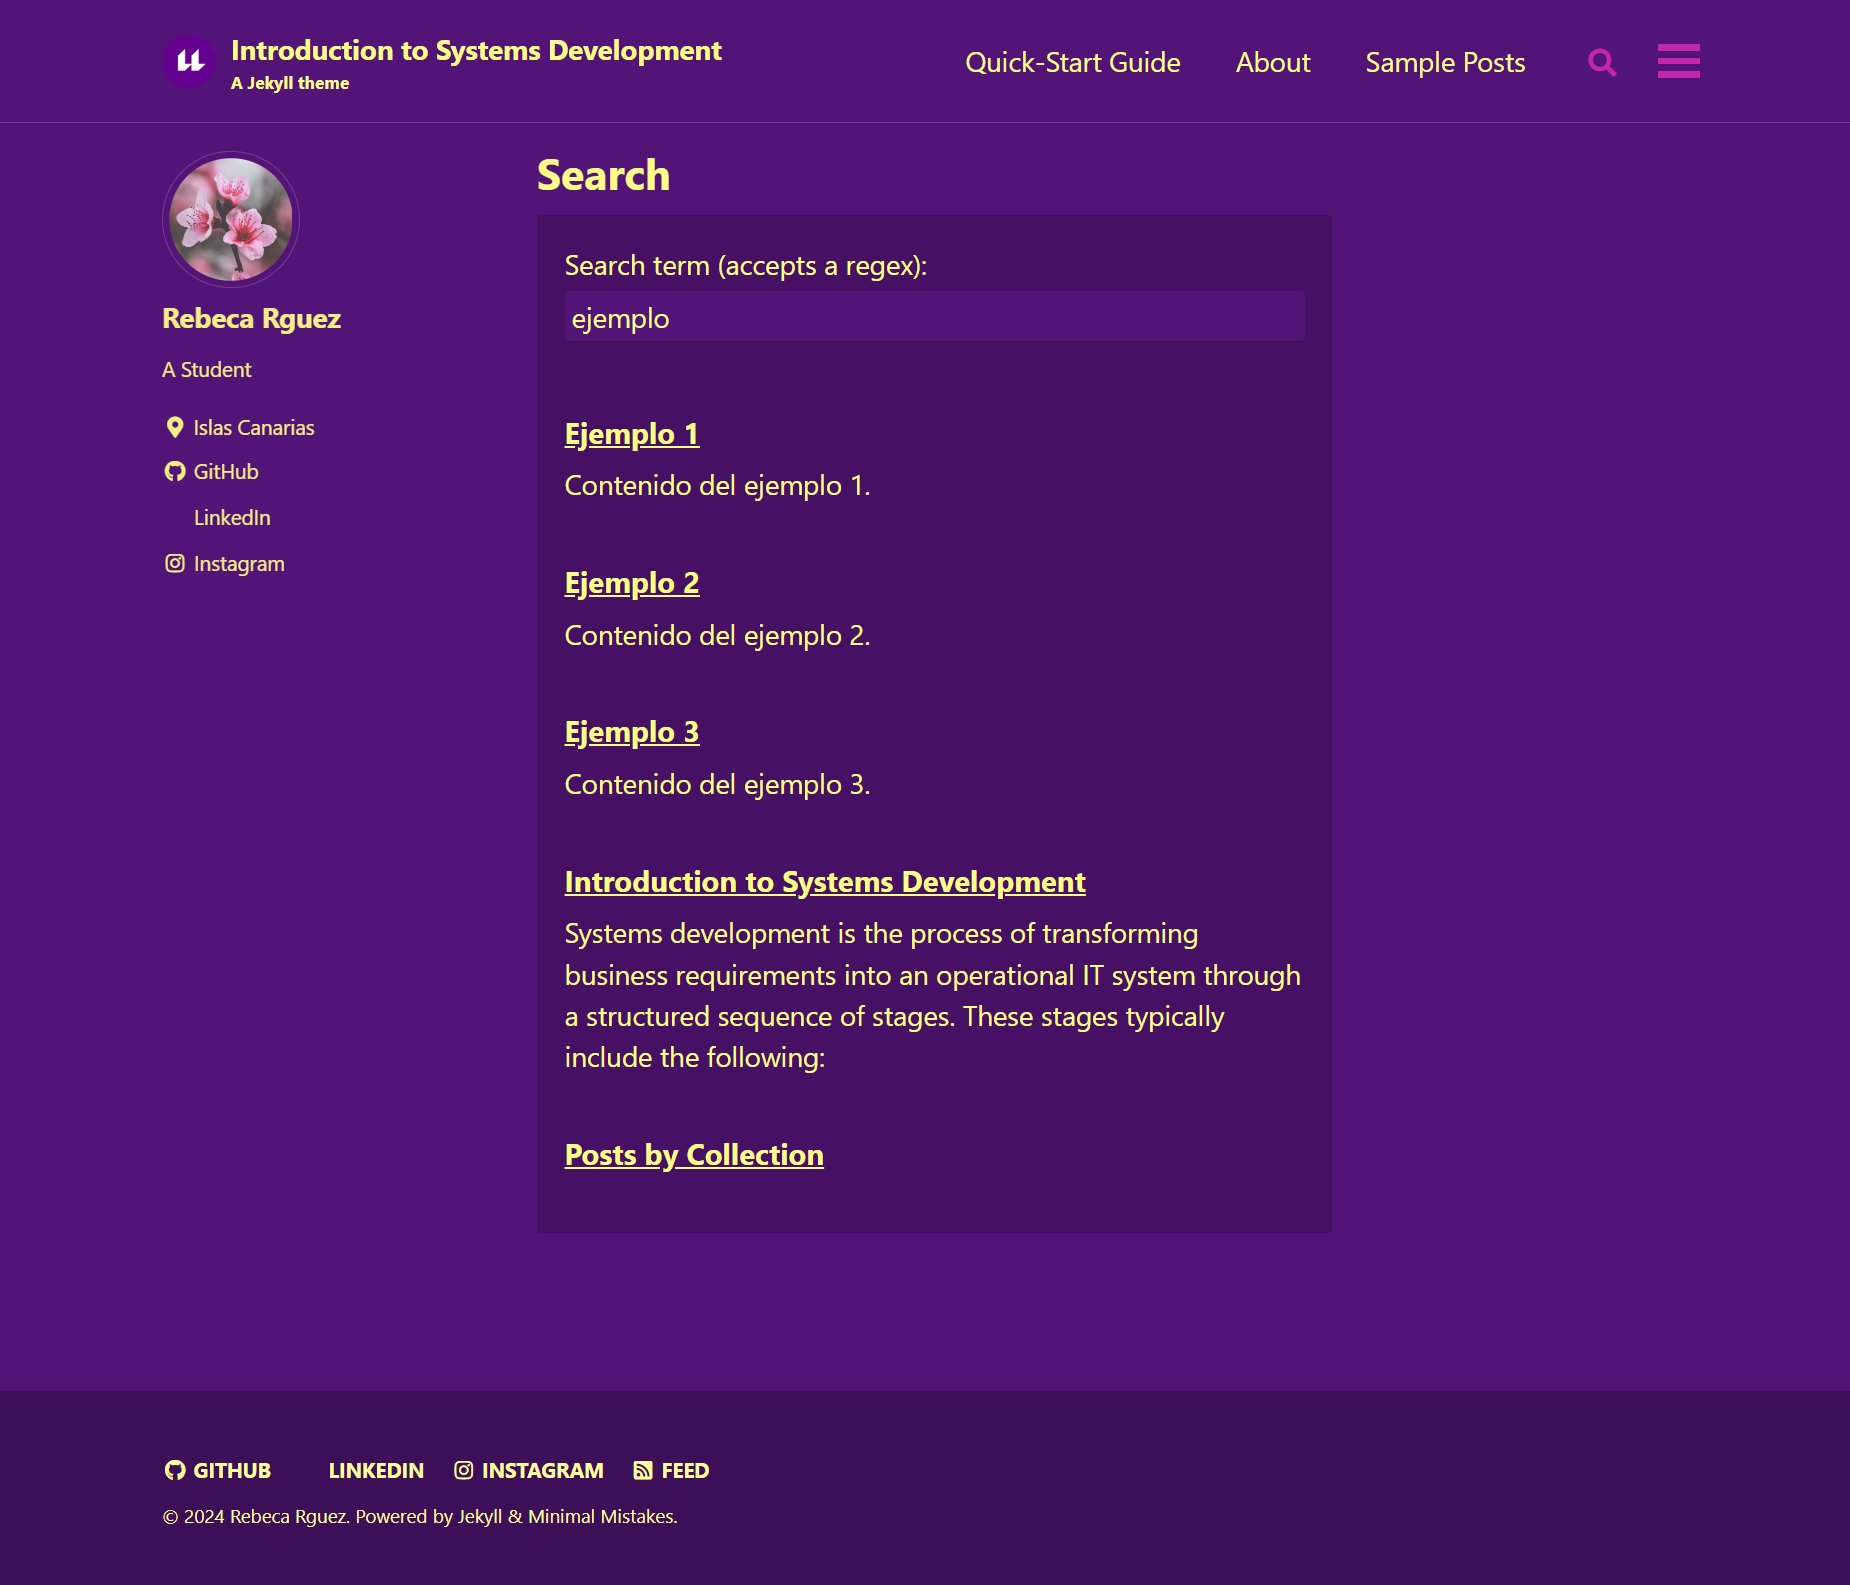 Introduction to Systems Development
A Jekyll theme
Quick-Start Guide
About
Sample Posts
Rebeca Rguez
A Student
Islas Canarias
GitHub
LinkedIn
Instagram
Search
Search term (accepts a regex):
ejemplo
Ejemplo 1
Contenido del ejemplo 1.
Ejemplo 2
Contenido del ejemplo 2.
Ejemplo 3
Contenido del ejemplo 3.
Introduction to Systems Development
Systems development is the process of transforming
business requirements into an operational IT system through
a structured sequence of stages. These stages typically
include the following:
Posts by Collection
GITHUB
LINKEDIN
INSTAGRAM
FEED
© 2024 Rebeca Rguez. Powered by Jekyll & Minimal Mistakes.